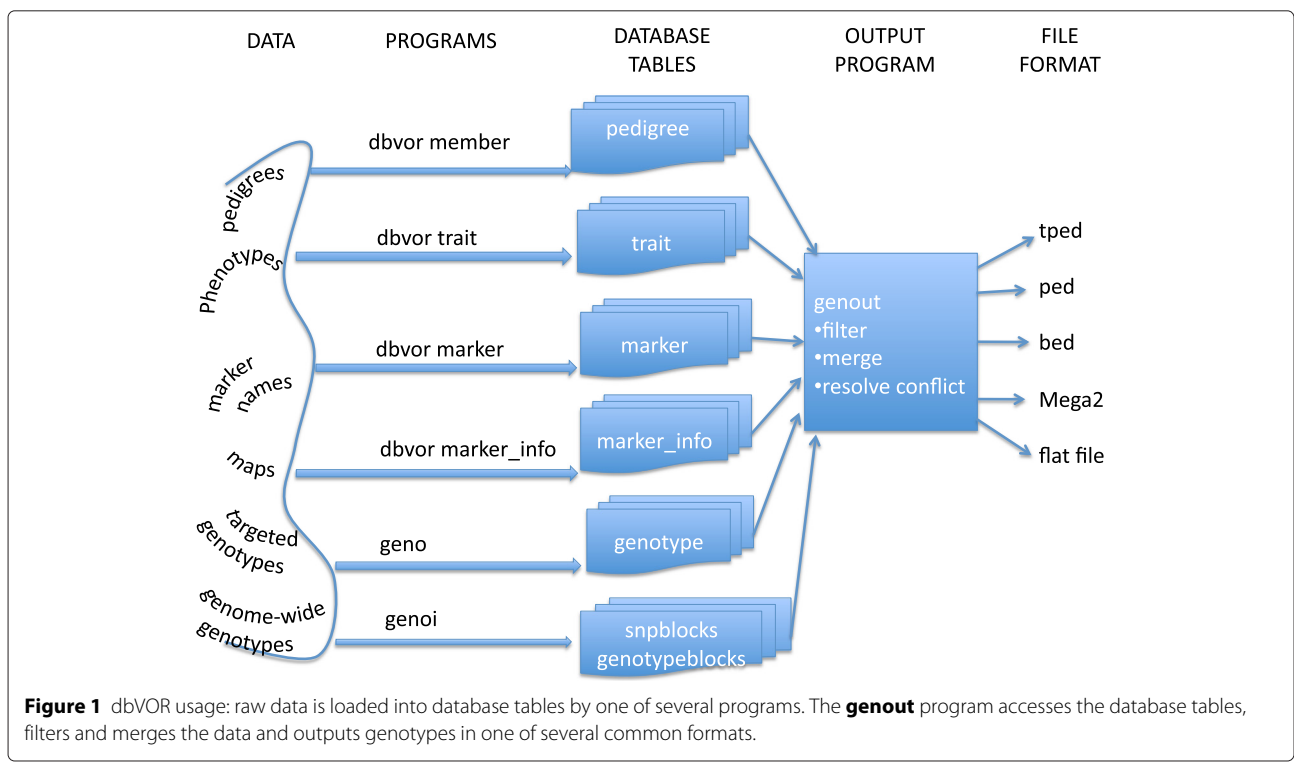 DATA
PROGRAMS
DATABASE
TABLES
OUTPUT
PROGRAM
FILE
FORMAT
pedigrees
dbvor member
pedigree
Phenotypes
dbvor trait
trait
marker
names
dbvor marker
marker
maps
dbvor marker_info
marker_info
targeted
genotypes
geno
genotype
genome-wide
genotypes
genoi
snpblocks
genotypeblocks
genout
•filter
•merge
•resolve conflict
tped
ped
bed
Mega2
flat file
Figure 1 dbVOR usage: raw data is loaded into database tables by one of several programs. The genout program accesses the database tables,
filters and merges the data and outputs genotypes in one of several common formats.